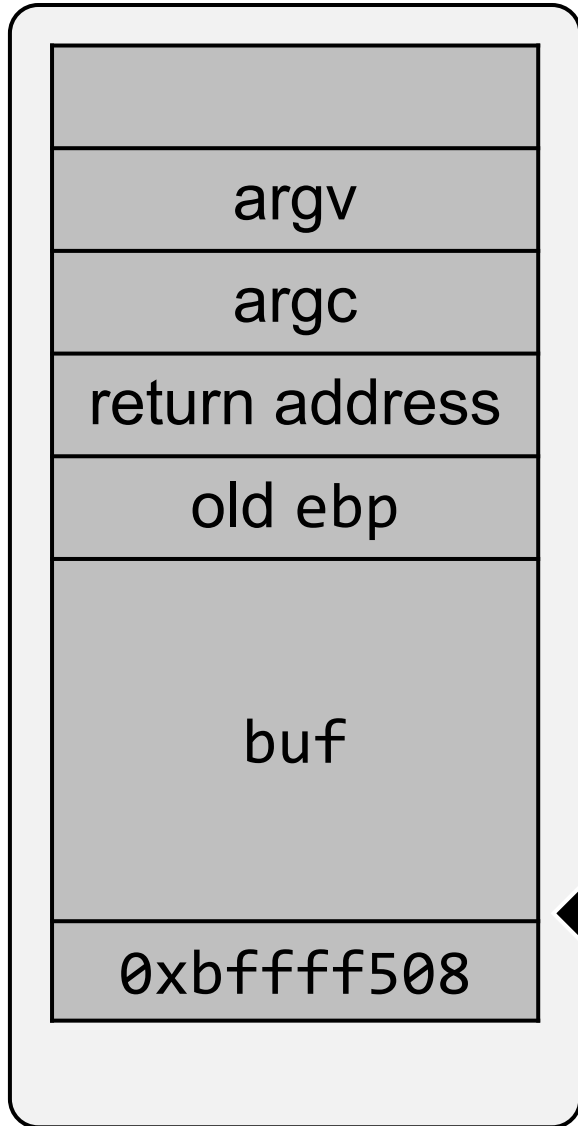 argv
argc
return address
old ebp
buf
0xbffff508